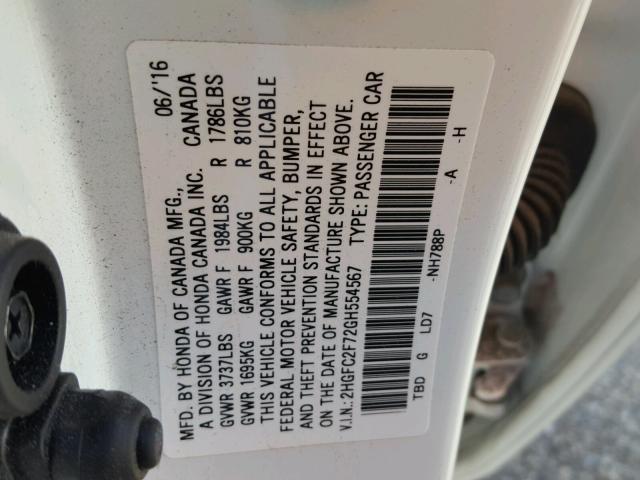 MFD. BY HONDA OF CANADA MFG., 06/'16
A DIVISION OF HONDA CANADA INC. CANADA
GVWR 3737LBS GAWR F 1984LBS R 1786LBS
GVWR 1695KG GAWR F 900KG R 810KG
THIS VEHICLE CONFORMS TO ALL APPLICABLE
FEDERAL MOTOR VEHICLE SAFETY, BUMPER,
AND THEFT PREVENTION STANDARDS IN EFFECT
ON THE DATE OF MANUFACTURE SHOWN ABOVE.
V.I.N.: 2HGFC2F72GH554567 TYPE: PASSENGER CAR
TBD G LD7 -NH788P -A -H